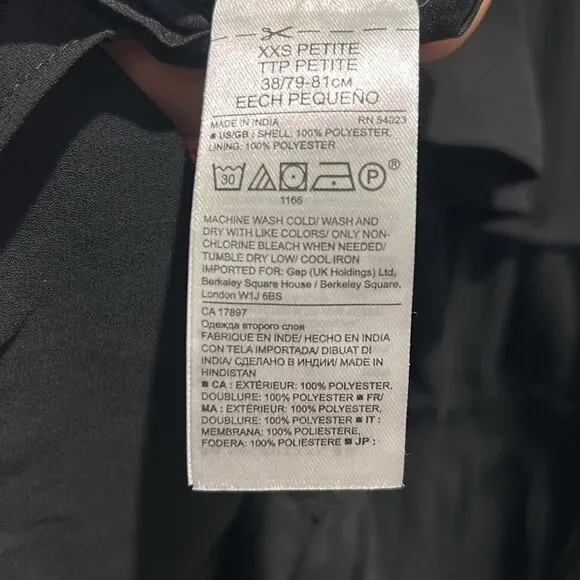 XXS PETITE
TTP PETITE
38/79-81CM
EECH PEQUEÑO
MADE IN INDIA RN 54023
■ US/GB : SHELL: 100% POLYESTER,
LINING: 100% POLYESTER
30 P ®
1166
MACHINE WASH COLD/ WASH AND
DRY WITH LIKE COLORS/ ONLY NON-
CHLORINE BLEACH WHEN NEEDED/
TUMBLE DRY LOW/ COOL IRON
IMPORTED FOR: Gap (UK Holdings) Ltd,
Berkeley Square House / Berkeley Square,
London W1J 6BS
CA 17897
Одежда второго слоя
FABRIQUE EN INDE/ HECHO EN INDIA
CON TELA IMPORTADA/ DIBUAT DI
INDIA/ СДЕЛАНО В ИНДИИ/ MADE IN
HINDISTAN
■ CA : EXTÉRIEUR: 100% POLYESTER,
DOUBLURE: 100% POLYESTER ■ FR/
MA : EXTÉRIEUR: 100% POLYESTER,
DOUBLURE: 100% POLYESTER ■ IT :
MEMBRANA: 100% POLIESTERE,
FODERA: 100% POLIESTERE ■ JP :